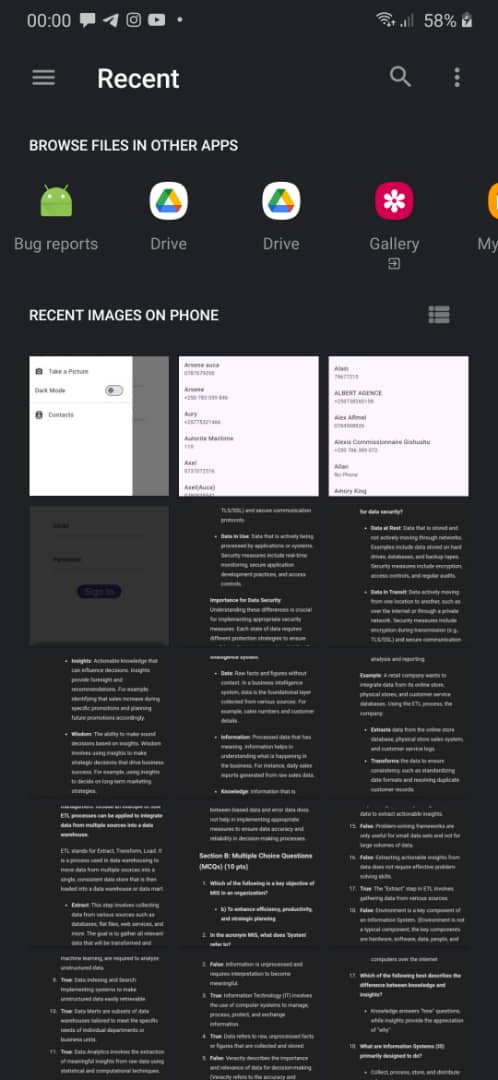 00:00
58%
Recent
BROWSE FILES IN OTHER APPS
Bug reports
Drive
Drive
Gallery
My
RECENT IMAGES ON PHONE
Take a Picture
Dark Mode
Contacts
Arsene auca
0787679295
Arsene
+250 783 039 846
Aury
+25775321466
Autorite Maritime
110
Axel
0737872316
Axel(Auca)
Alain
79677215
ALBERT AGENCE
+250738240158
Alex ARmel
0784508826
Alexis Commissionnaire Gishushu
+250 786 589 072
Allan
No Phone
Amory King
Email
Password
Sign In
TLS/SSL) and secure communication
protocols.
• Data in Use: Data that is actively being
processed by applications or systems.
Security measures include real-time
monitoring, secure application
development practices, and access
controls.
Importance for Data Security
Understanding these differences is crucial
for implementing appropriate security
measures. Each state of data requires
different protection strategies to ensure
for data security?
• Data at Rest: Data that is stored and
not actively moving through networks.
Examples include data stored on hard
drives, databases, and backup tapes.
Security measures include encryption,
access controls, and regular audits.
• Data in Transit: Data actively moving
from one location to another, such as
over the internet or through a private
network. Security measures include
encryption during transmission (e.g.,
TLS/SSL) and secure communication
• Insights: Actionable knowledge that
can influence decisions. Insights
provide foresight and
recommendations. For example,
identifying that sales increase during
specific promotions and planning
future promotions accordingly.
• Wisdom: The ability to make sound
decisions based on insights. Wisdom
involves using insights to make
strategic decisions that drive business
success. For example, using insights
to decide on long-term marketing
strategies.
intelligence system.
• Data: Raw facts and figures without
context. In a business intelligence
system, data is the foundational layer
collected from various sources. For
example, sales numbers and customer
details.
• Information: Processed data that has
meaning. Information helps in
understanding what is happening in
the business. For instance, daily sales
reports generated from raw sales data.
• Knowledge: Information that is
analysis and reporting.
Example: A retail company wants to
integrate data from its online store,
physical stores, and customer service
databases. Using the ETL process, the
company:
• Extracts data from the online store
database, physical store sales system,
and customer service logs.
• Transforms the data to ensure
consistency, such as standardizing
date formats and resolving duplicate
customer records.
management. Include an example of how
ETL processes can be applied to integrate
data from multiple sources into a data
warehouse.
ETL stands for Extract, Transform, Load. It
is a process used in data warehousing to
move data from multiple sources into a
single, consistent data store that is then
loaded into a data warehouse or data mart.
• Extract: This step involves collecting
data from various sources such as
databases, flat files, web services, and
more. The goal is to gather all relevant
data that will be transformed and
between biased data and error data does
not help in implementing appropriate
measures to ensure data accuracy and
reliability in decision-making processes.
Section B: Multiple Choice Questions
(MCQs) (10 pts)
1. Which of the following is a key objective of
MIS in an organization?
• b) To enhance efficiency, productivity,
and strategic planning
2. In the acronym MIS, what does 'System'
refer to?
data to extract actionable insights.
15. False: Problem-solving frameworks are
only useful for small data sets and not for
large volumes of data.
16. False: Extracting actionable insights from
data does not require effective problem
solving skills.
17. True: The "Extract" step in ETL involves
gathering data from various sources.
18. False: Environment is a key component of
an Information System. (Environment is not
a typical component; the key components
are hardware, software, data, people, and
machine learning, are required to analyze
unstructured data.
9. True: Data Indexing and Search:
Implementing systems to make
unstructured data easily retrievable.
10. True: Data Marts are subsets of data
warehouses tailored to meet the specific
needs of individual departments or
business units.
11. True: Data Analytics involves the extraction
of meaningful insights from raw data using
statistical and computational techniques.
2. False: Information is unprocessed and
requires interpretation to become
meaningful.
3. True: Information Technology (IT) involves
the use of computer systems to manage,
process, protect, and exchange
information.
4. True: Data refers to raw, unprocessed facts
or figures that are collected and stored
5. False: Veracity describes the importance
and relevance of data for decision-making.
(Veracity refers to the accuracy and
computers over the internet
17. Which of the following best describes the
difference between knowledge and
insights?
• Knowledge answers "how" questions,
while insights provide the appreciation
of "why"
18. What are Information Systems (IS)
primarily designed to do?
• Collect, process, store, and distribute